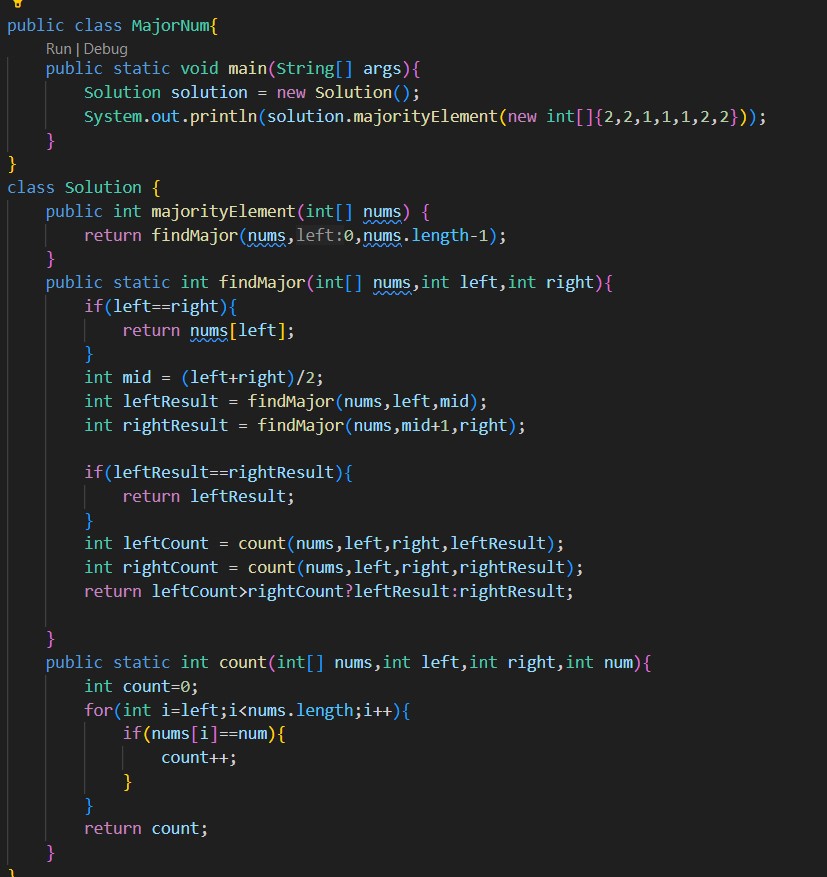 public class MajorNum{
Run | Debug
public static void main(String[] args){
Solution solution = new Solution();
System.out.println(solution.majorityElement(new int[]{2,2,1,1,1,2,2}));
}
}
class Solution {
public int majorityElement(int[] nums) {
return findMajor(nums,left:0,nums.length-1);
}
public static int findMajor(int[] nums,int left,int right){
if(left==right){
return nums[left];
}
int mid = (left+right)/2;
int leftResult = findMajor(nums,left,mid);
int rightResult = findMajor(nums,mid+1,right);
if(leftResult==rightResult){
return leftResult;
}
int leftCount = count(nums,left,right,leftResult);
int rightCount = count(nums,left,right,rightResult);
return leftCount>rightCount?leftResult:rightResult;
}
public static int count(int[] nums,int left,int right,int num){
int count=0;
for(int i=left;i<nums.length;i++){
if(nums[i]==num){
count++;
}
}
return count;
}
}